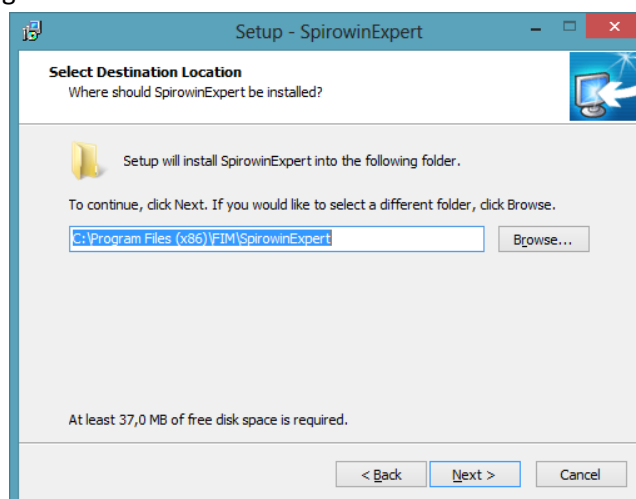 Setup - SpirowinExpert
Select Destination Location
Where should SpirowinExpert be installed?
Setup will install SpirowinExpert into the following folder.
To continue, click Next. If you would like to select a different folder, click Browse.
C:\Program Files (x86)\FIM\SpirowinExpert
Browse...
At least 37,0 MB of free disk space is required.
< Back
Next >
Cancel